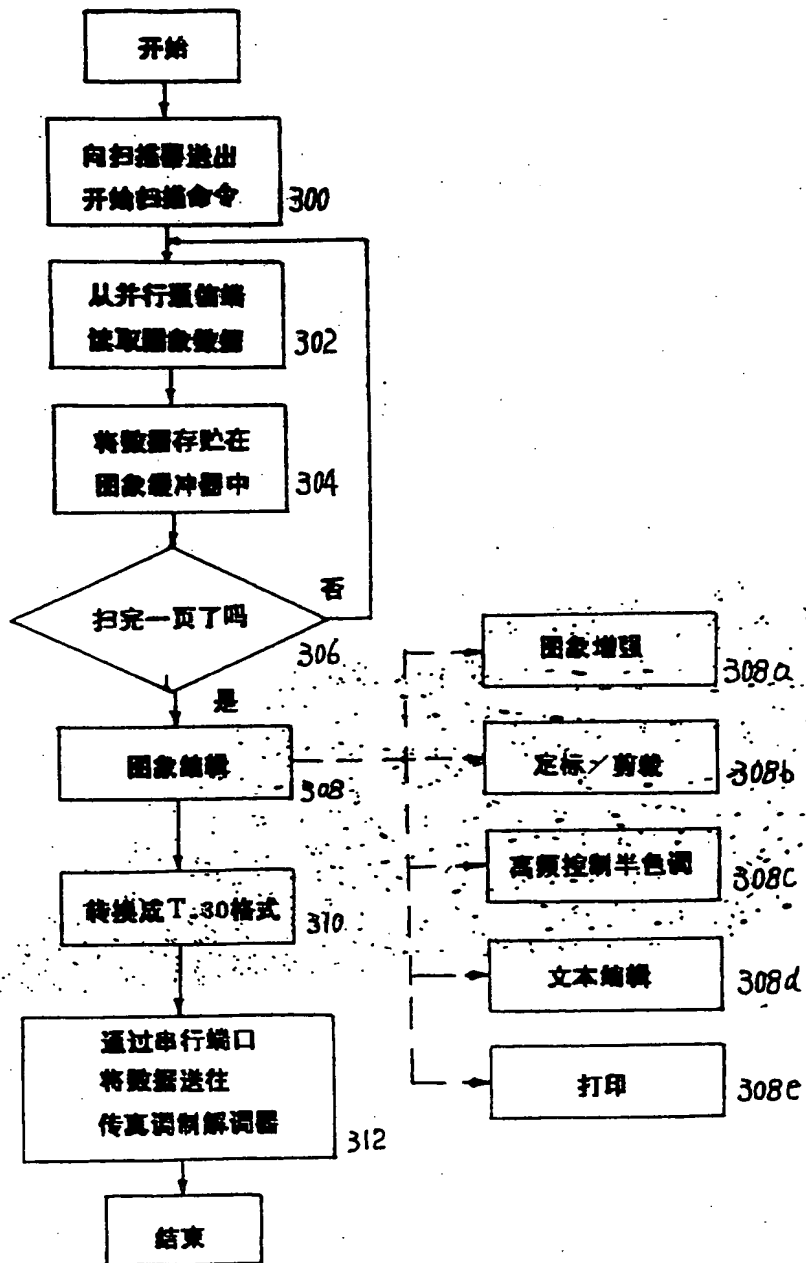 开始
向扫描器送出
开始扫描命令
300
从并行通信端
读取图象数据
302
将数据存贮在
图象缓冲器中
304
扫完一页了吗
否
306
是
图象编辑
308
图象增强
308a
定标／剪裁
308b
高频控制半色调
308c
文本编辑
308d
打印
308e
转换成T.30格式
310
通过串行端口
将数据送往
传真调制解调器
312
结束